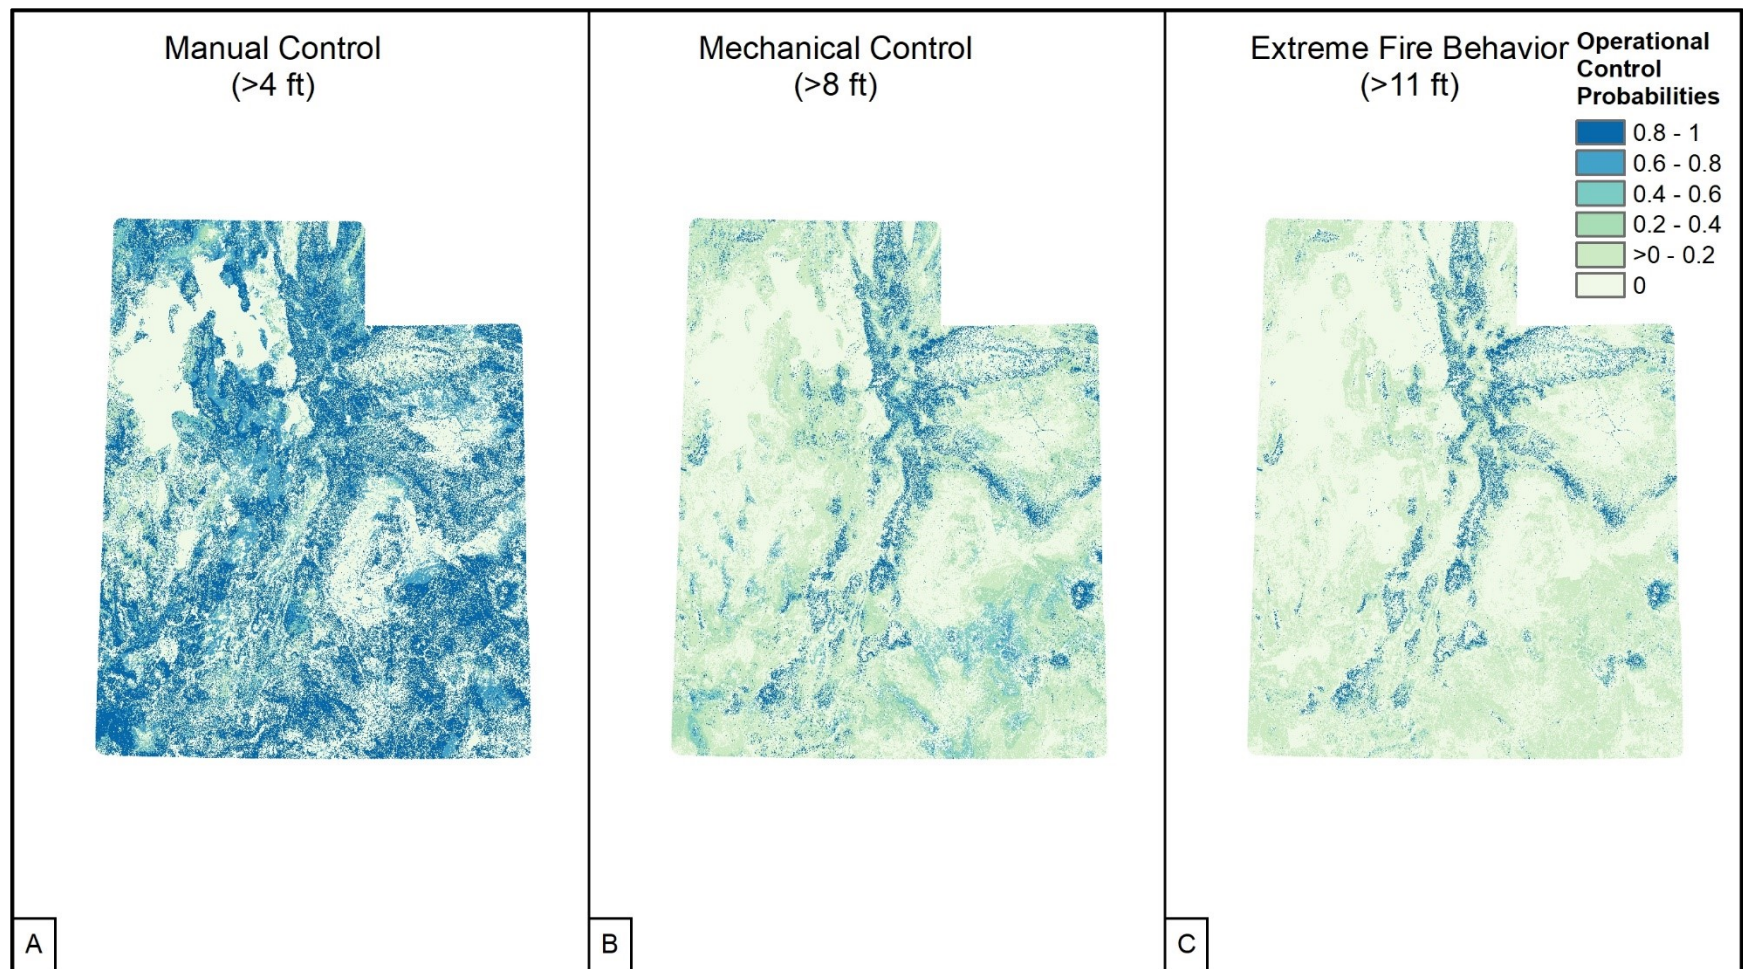 Manual Control
(>4 ft)
Mechanical Control
(>8 ft)
Extreme Fire Behavior
(>11 ft)
Operational
Control
Probabilities
0.8 - 1
0.6 - 0.8
0.4 - 0.6
0.2 - 0.4
>0 - 0.2
0
A
B
C